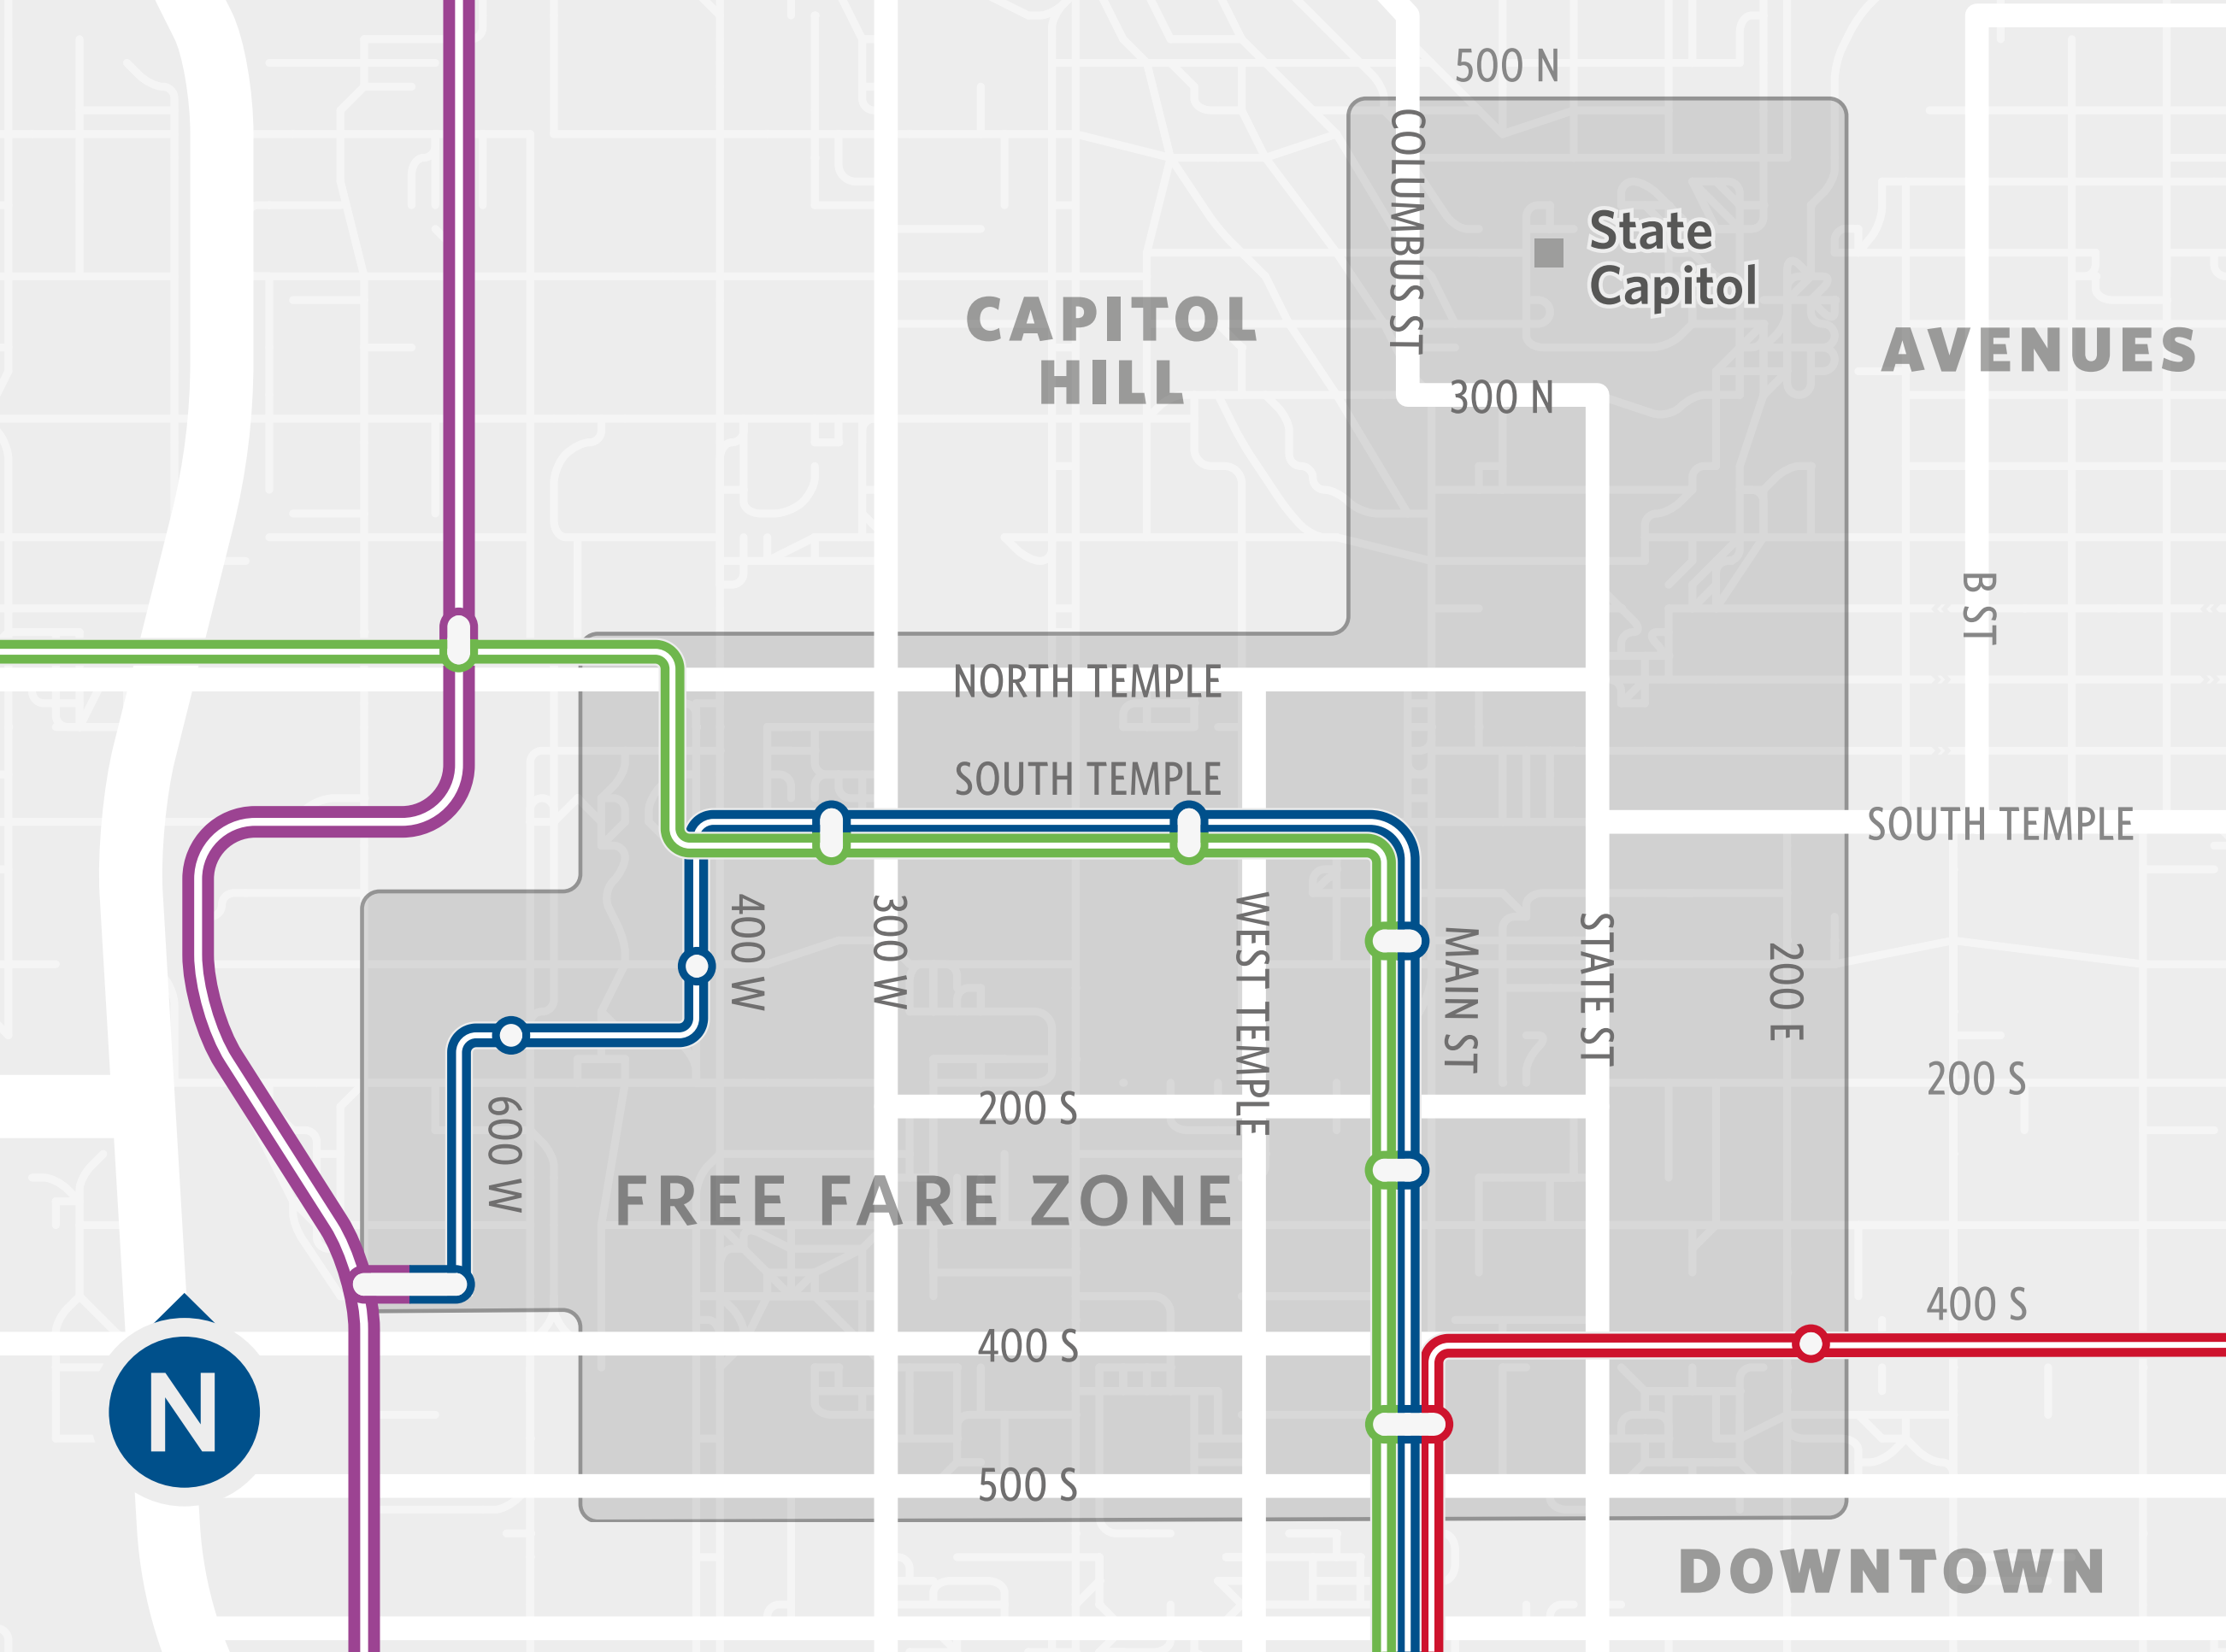 500 N
COLUMBUS ST
State
Capitol
CAPITOL
HILL
AVENUES
300 N
B ST
NORTH TEMPLE
SOUTH TEMPLE
SOUTH TEMPLE
400 W
300 W
WEST TEMPLE
MAIN ST
STATE ST
200 E
200 S
600 W
200 S
FREE FARE ZONE
400 S
400 S
N
500 S
DOWNTOWN